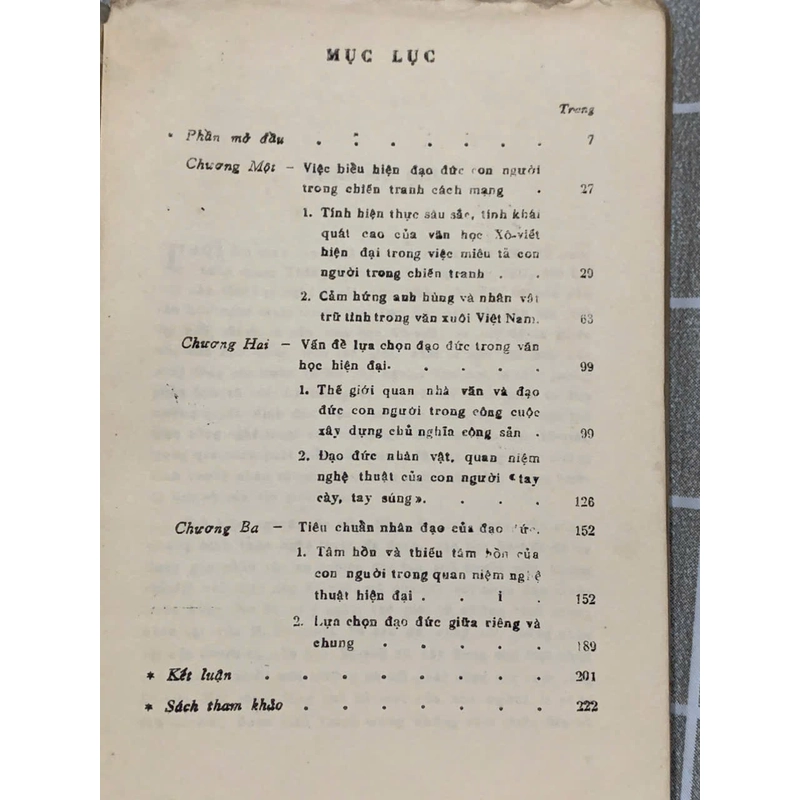 MỤC LỤC
Trang
• Phần mở đầu . . . . . . . 7
Chương Một – Việc biểu hiện đạo đức con người
trong chiến tranh cách mạng . 27
1. Tính hiện thực sâu sắc, tính khái
quát cao của văn học Xô-viết
hiện đại trong việc miêu tả con
người trong chiến tranh . . 29
2. Cảm hứng anh hùng và nhân vật
trữ tình trong văn xuôi Việt Nam. 63
Chương Hai – Vấn đề lựa chọn đạo đức trong văn
học hiện đại. . . . . 99
1. Thế giới quan nhà văn và đạo
đức con người trong công cuộc
xây dựng chủ nghĩa cộng sản . 99
2. Đạo đức nhân vật, quan niệm
nghệ thuật của con người «tay
cày, tay súng». . . . 126
Chương Ba – Tiêu chuẩn nhân đạo của đạo đức. 152
1. Tâm hồn và thiếu tâm hồn của
con người trong quan niệm nghệ
thuật hiện đại . . . . 152
2. Lựa chọn đạo đức giữa riêng và
chung . . . . . 189
* Kết luận . . . . . . . . 201
* Sách tham khảo . . . . . . . 222